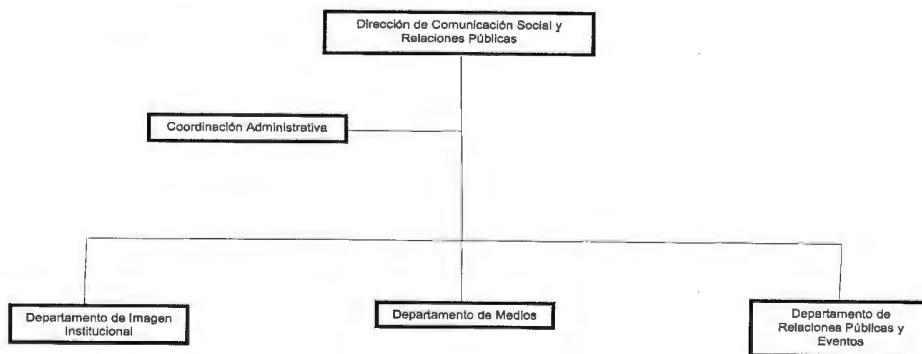 Dirección de Comunicación Social y
Relaciones Públicas
Coordinación Administrativa
Departamento de Imagen
Institucional
Departamento de Medios
Departamento de
Relaciones Públicas y
Eventos